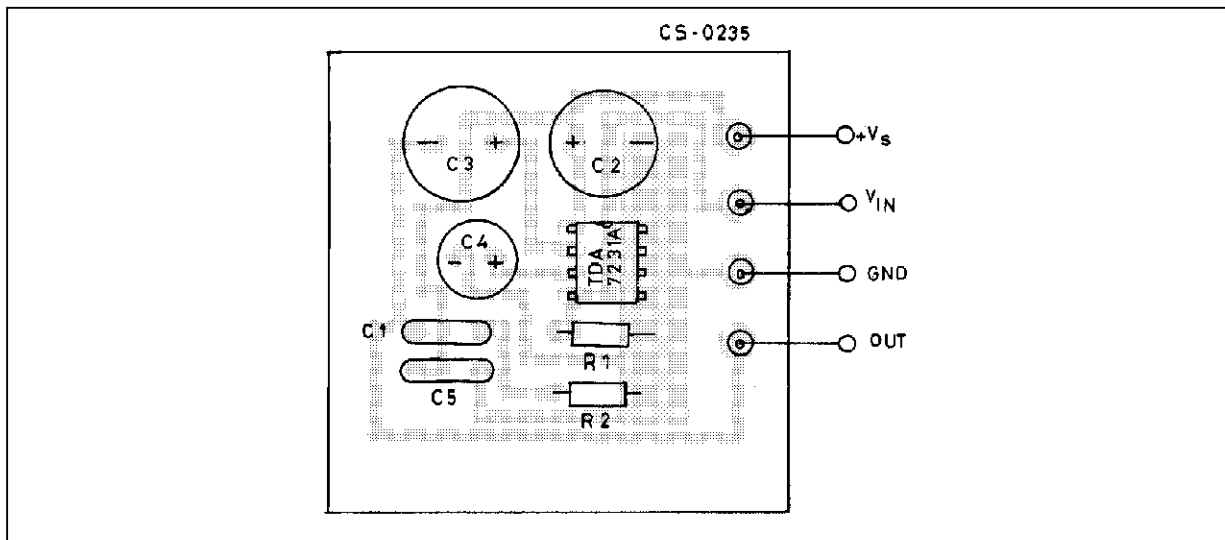 CS-0235
- + + -
C3 C2
+Vs
VIN
C4
- +
TDA
7231A
GND
C1
R1
OUT
C5
R2